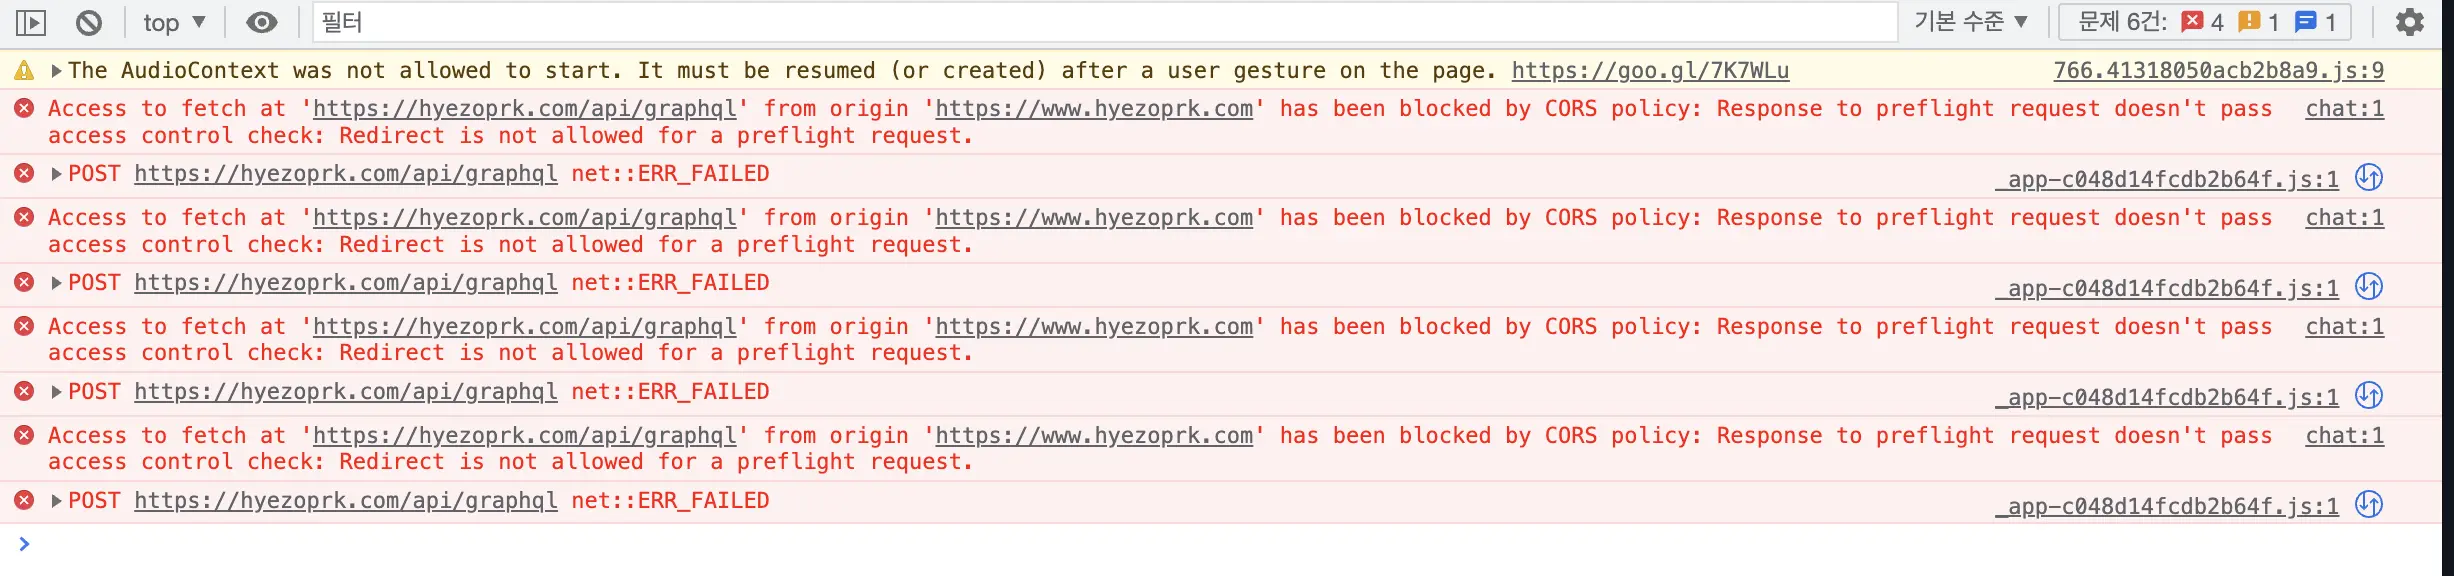 top ▼ 필터 기본 수준 ▼ 문제 6건: 4 1 1
The AudioContext was not allowed to start. It must be resumed (or created) after a user gesture on the page. https://goo.gl/7K7WLu 766.41318050acb2b8a9.js:9
Access to fetch at 'https://hyezoprk.com/api/graphql' from origin 'https://www.hyezoprk.com' has been blocked by CORS policy: Response to preflight request doesn't pass chat:1
access control check: Redirect is not allowed for a preflight request.
POST https://hyezoprk.com/api/graphql net::ERR_FAILED _app-c048d14fcdb2b64f.js:1
Access to fetch at 'https://hyezoprk.com/api/graphql' from origin 'https://www.hyezoprk.com' has been blocked by CORS policy: Response to preflight request doesn't pass chat:1
access control check: Redirect is not allowed for a preflight request.
POST https://hyezoprk.com/api/graphql net::ERR_FAILED _app-c048d14fcdb2b64f.js:1
Access to fetch at 'https://hyezoprk.com/api/graphql' from origin 'https://www.hyezoprk.com' has been blocked by CORS policy: Response to preflight request doesn't pass chat:1
access control check: Redirect is not allowed for a preflight request.
POST https://hyezoprk.com/api/graphql net::ERR_FAILED _app-c048d14fcdb2b64f.js:1
Access to fetch at 'https://hyezoprk.com/api/graphql' from origin 'https://www.hyezoprk.com' has been blocked by CORS policy: Response to preflight request doesn't pass chat:1
access control check: Redirect is not allowed for a preflight request.
POST https://hyezoprk.com/api/graphql net::ERR_FAILED _app-c048d14fcdb2b64f.js:1